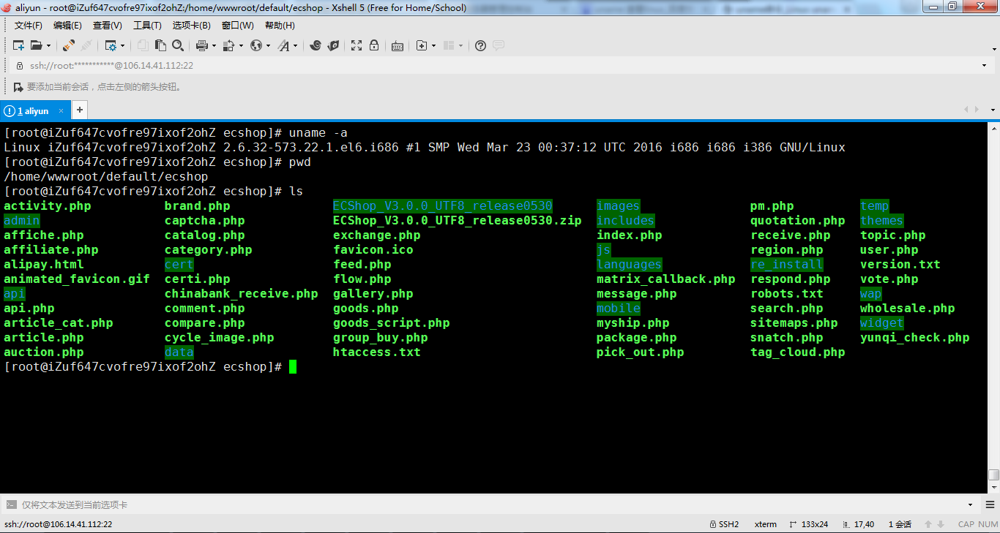 aliyun - root@iZuf647cvofre97ixof2ohZ:/home/wwwroot/default/ecshop - Xshell 5 (Free for Home/School)
文件(F) 编辑(E) 查看(V) 工具(T) 选项卡(B) 窗口(W) 帮助(H)
ssh://root:***********@106.14.41.112:22
要添加当前会话，点击左侧的箭头按钮。
1 aliyun × +
[root@iZuf647cvofre97ixof2ohZ ecshop]# uname -a
Linux iZuf647cvofre97ixof2ohZ 2.6.32-573.22.1.el6.i686 #1 SMP Wed Mar 23 00:37:12 UTC 2016 i686 i686 i386 GNU/Linux
[root@iZuf647cvofre97ixof2ohZ ecshop]# pwd
/home/wwwroot/default/ecshop
[root@iZuf647cvofre97ixof2ohZ ecshop]# ls
activity.php brand.php ECShop_V3.0.0_UTF8_release0530 images pm.php temp
admin captcha.php ECShop_V3.0.0_UTF8_release0530.zip includes quotation.php themes
affiche.php catalog.php exchange.php index.php receive.php topic.php
affiliate.php category.php favicon.ico js region.php user.php
alipay.html cert feed.php languages re_install version.txt
animated_favicon.gif certi.php flow.php matrix_callback.php respond.php vote.php
api chinabank_receive.php gallery.php message.php robots.txt wap
api.php comment.php goods.php mobile search.php wholesale.php
article_cat.php compare.php goods_script.php myship.php sitemaps.php widget
article.php cycle_image.php group_buy.php package.php snatch.php yunqi_check.php
auction.php data htaccess.txt pick_out.php tag_cloud.php
[root@iZuf647cvofre97ixof2ohZ ecshop]#
仅将文本发送到当前选项卡
ssh://root@106.14.41.112:22 SSH2 xterm 133x24 17,40 1 会话 CAP NUM